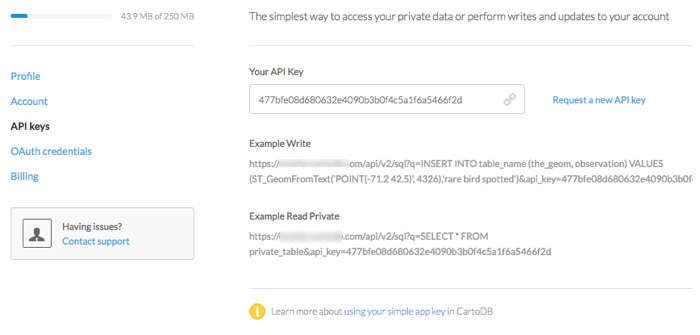 43.9 MB of 250 MB
The simplest way to access your private data or perform writes and updates to your account
Profile
Account
API keys
OAuth credentials
Billing
Having issues?
Contact support
Your API Key
477bfe08d680632e4090b3b0f4c5a1f6a5466f2d
Request a new API key
Example Write
https:// .com/api/v2/sql?q=INSERT INTO table_name (the_geom, observation) VALUES
(ST_GeomFromText('POINT(-71.2 42.5)', 4326),'rare bird spotted')&api_key=477bfe08d680632e4090b3b0f4
Example Read Private
https:// .com/api/v2/sql?q=SELECT * FROM
private_table&api_key=477bfe08d680632e4090b3b0f4c5a1f6a5466f2d
Learn more about using your simple app key in CartoDB